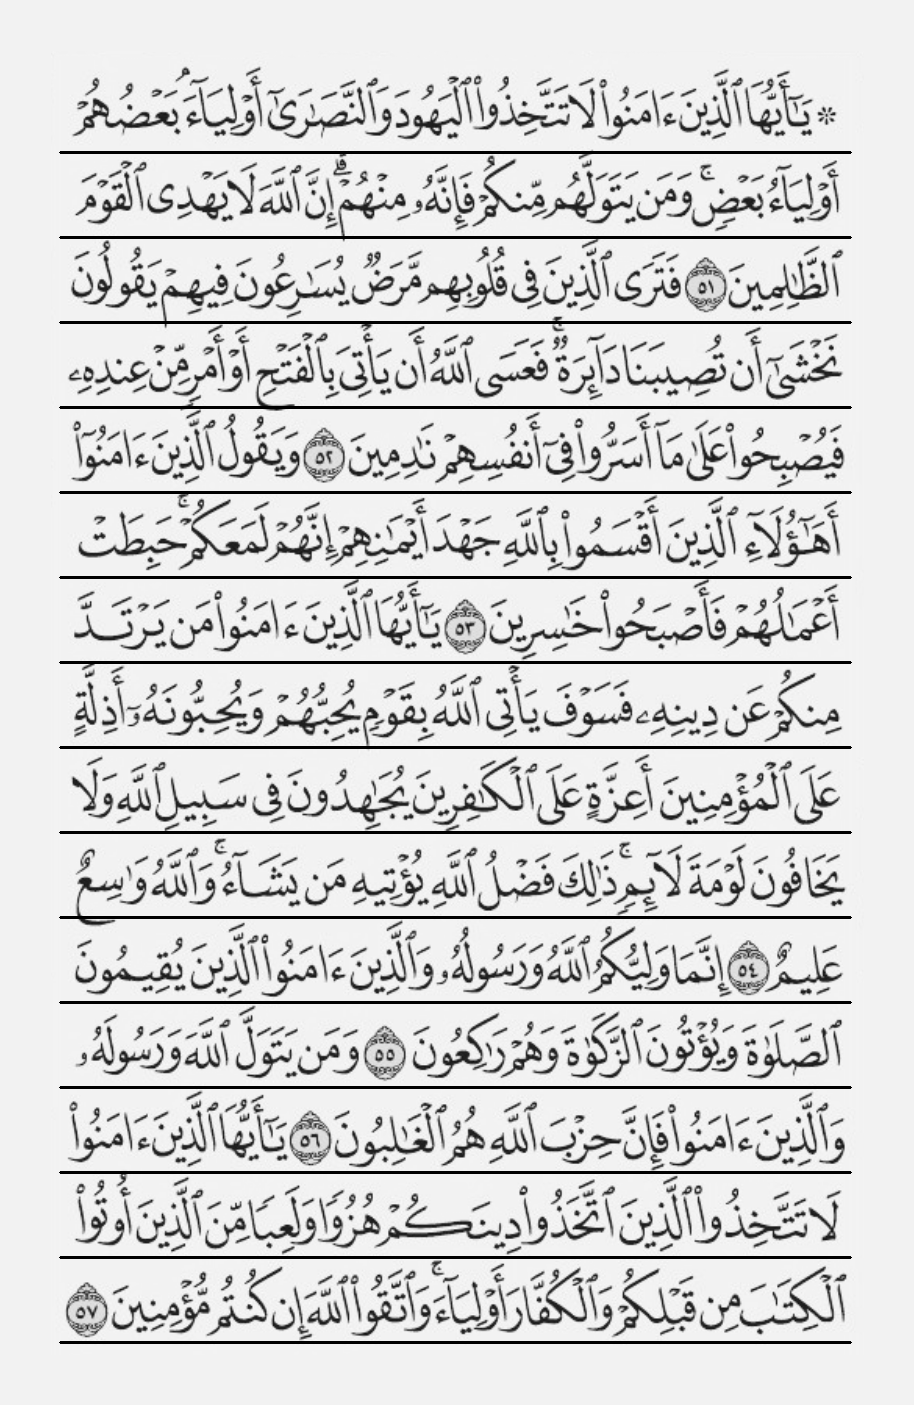 ۞ يَٰٓأَيُّهَا ٱلَّذِينَ ءَامَنُواْ لَا تَتَّخِذُواْ ٱلْيَهُودَ وَٱلنَّصَٰرَىٰٓ أَوْلِيَآءَۘ بَعْضُهُمْ
أَوْلِيَآءُ بَعْضٖۚ وَمَن يَتَوَلَّهُم مِّنكُمْ فَإِنَّهُۥ مِنْهُمْۗ إِنَّ ٱللَّهَ لَا يَهْدِى ٱلْقَوْمَ
ٱلظَّٰلِمِينَ ٥١ فَتَرَى ٱلَّذِينَ فِى قُلُوبِهِم مَّرَضٞ يُسَٰرِعُونَ فِيهِمْ يَقُولُونَ
نَخْشَىٰٓ أَن تُصِيبَنَا دَآئِرَةٞۚ فَعَسَى ٱللَّهُ أَن يَأْتِىَ بِٱلْفَتْحِ أَوْ أَمْرٖ مِّنْ عِندِهِۦ
فَيُصْبِحُواْ عَلَىٰ مَآ أَسَرُّواْ فِىٓ أَنفُسِهِمْ نَٰدِمِينَ ٥٢ وَيَقُولُ ٱلَّذِينَ ءَامَنُوٓاْ
أَهَٰٓؤُلَآءِ ٱلَّذِينَ أَقْسَمُواْ بِٱللَّهِ جَهْدَ أَيْمَٰنِهِمْ إِنَّهُمْ لَمَعَكُمْۚ حَبِطَتْ
أَعْمَٰلُهُمْ فَأَصْبَحُواْ خَٰسِرِينَ ٥٣ يَٰٓأَيُّهَا ٱلَّذِينَ ءَامَنُواْ مَن يَرْتَدَّ
مِنكُمْ عَن دِينِهِۦ فَسَوْفَ يَأْتِى ٱللَّهُ بِقَوْمٖ يُحِبُّهُمْ وَيُحِبُّونَهُۥٓ أَذِلَّةٍ
عَلَى ٱلْمُؤْمِنِينَ أَعِزَّةٍ عَلَى ٱلْكَٰفِرِينَ يُجَٰهِدُونَ فِى سَبِيلِ ٱللَّهِ وَلَا
يَخَافُونَ لَوْمَةَ لَآئِمٖۚ ذَٰلِكَ فَضْلُ ٱللَّهِ يُؤْتِيهِ مَن يَشَآءُۚ وَٱللَّهُ وَٰسِعٌ
عَلِيمٌ ٥٤ إِنَّمَا وَلِيُّكُمُ ٱللَّهُ وَرَسُولُهُۥ وَٱلَّذِينَ ءَامَنُواْ ٱلَّذِينَ يُقِيمُونَ
ٱلصَّلَوٰةَ وَيُؤْتُونَ ٱلزَّكَوٰةَ وَهُمْ رَٰكِعُونَ ٥٥ وَمَن يَتَوَلَّ ٱللَّهَ وَرَسُولَهُۥ
وَٱلَّذِينَ ءَامَنُواْ فَإِنَّ حِزْبَ ٱللَّهِ هُمُ ٱلْغَٰلِبُونَ ٥٦ يَٰٓأَيُّهَا ٱلَّذِينَ ءَامَنُواْ
لَا تَتَّخِذُواْ ٱلَّذِينَ ٱتَّخَذُواْ دِينَكُمْ هُزُوٗا وَلَعِبٗا مِّنَ ٱلَّذِينَ أُوتُواْ
ٱلْكِتَٰبَ مِن قَبْلِكُمْ وَٱلْكُفَّارَ أَوْلِيَآءَۚ وَٱتَّقُواْ ٱللَّهَ إِن كُنتُم مُّؤْمِنِينَ ٥٧